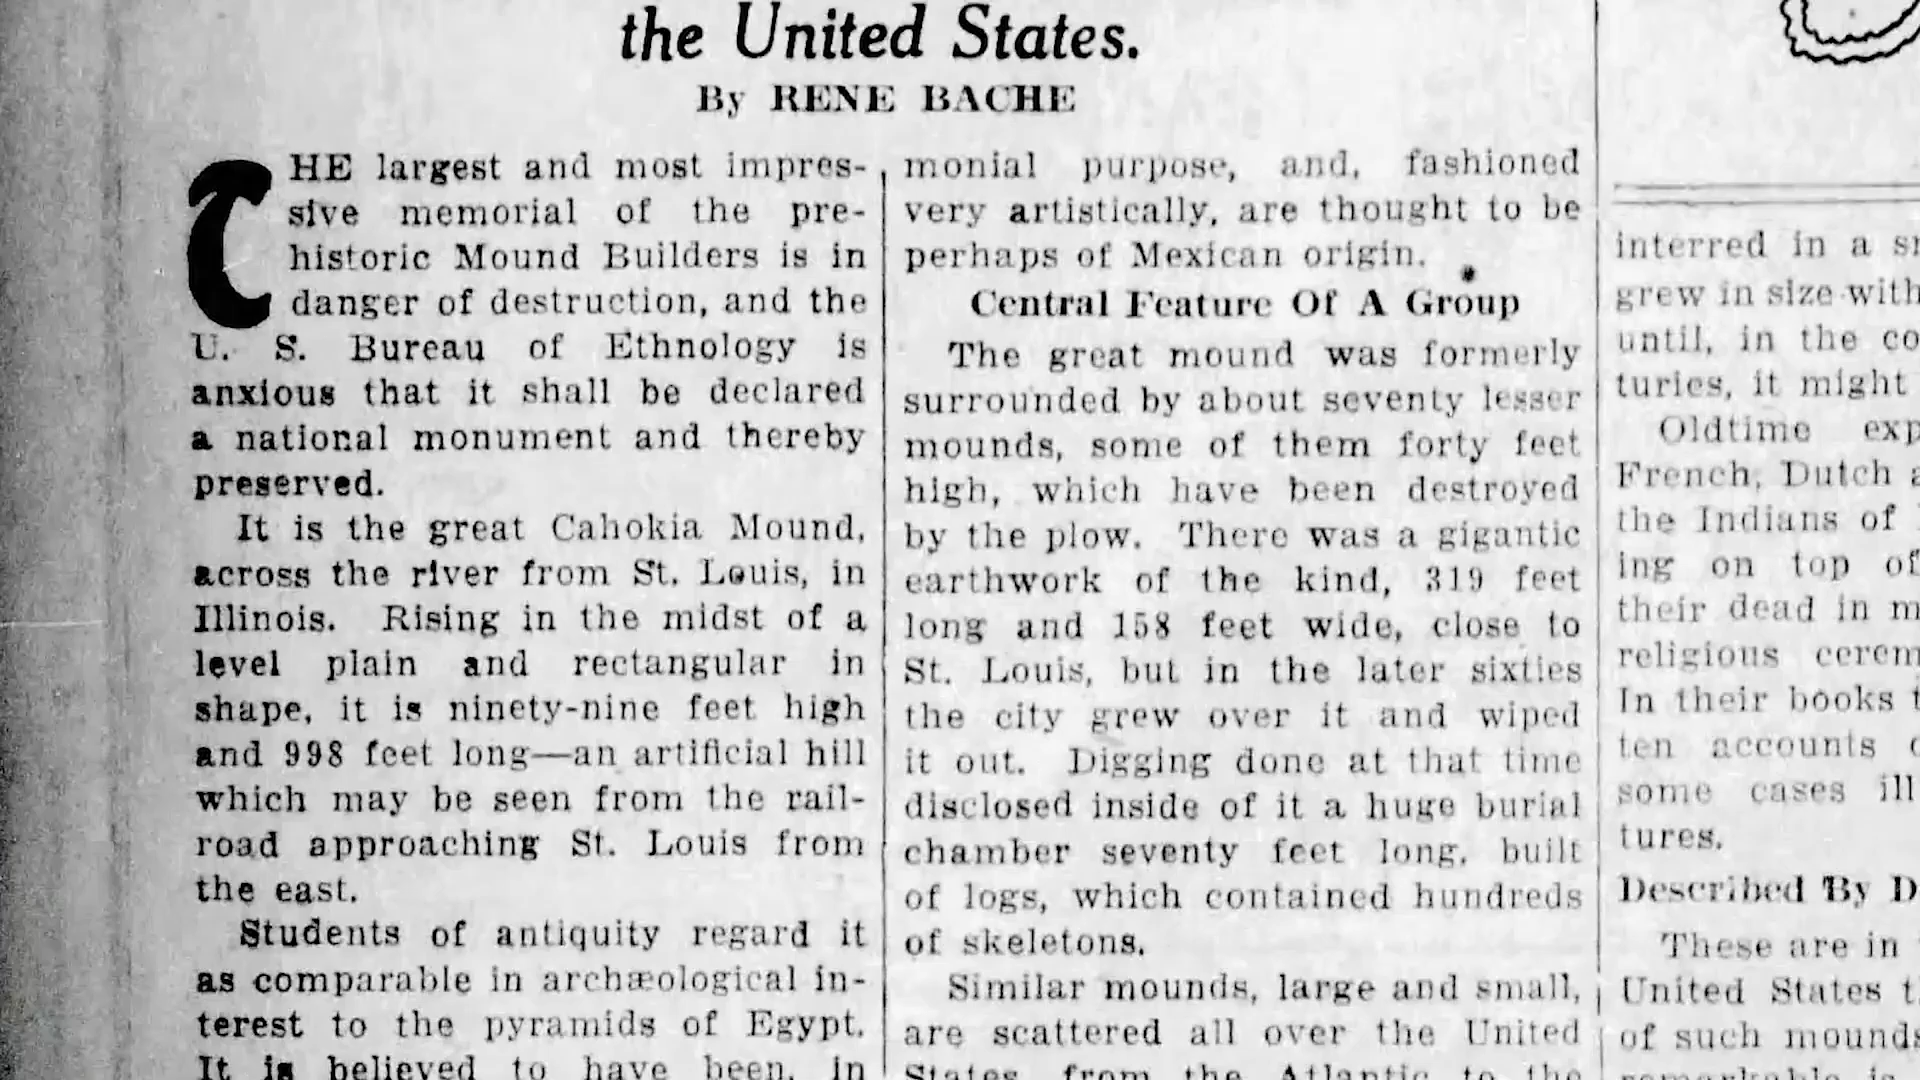 the United States.
By RENE BACHE
THE largest and most impres-
sive memorial of the pre-
historic Mound Builders is in
danger of destruction, and the
U. S. Bureau of Ethnology is
anxious that it shall be declared
a national monument and thereby
preserved.
It is the great Cahokia Mound,
across the river from St. Louis, in
Illinois. Rising in the midst of a
level plain and rectangular in
shape, it is ninety-nine feet high
and 998 feet long—an artificial hill
which may be seen from the rail-
road approaching St. Louis from
the east.
Students of antiquity regard it
as comparable in archæological in-
terest to the pyramids of Egypt.
It is believed to have been, in
monial purpose, and, fashioned
very artistically, are thought to be
perhaps of Mexican origin.
Central Feature Of A Group
The great mound was formerly
surrounded by about seventy lesser
mounds, some of them forty feet
high, which have been destroyed
by the plow. There was a gigantic
earthwork of the kind, 319 feet
long and 158 feet wide, close to
St. Louis, but in the later sixties
the city grew over it and wiped
it out. Digging done at that time
disclosed inside of it a huge burial
chamber seventy feet long, built
of logs, which contained hundreds
of skeletons.
Similar mounds, large and small,
are scattered all over the United
States, from the Atlantic to the
interred in a
grew in size with
until, in the co
turies, it might
Oldtime exp
French, Dutch
the Indians of
ing on top of
their dead in m
religious cerem
In their books t
ten accounts
some cases ill
tures.
Described By D
These are in
United States t
of such mounds